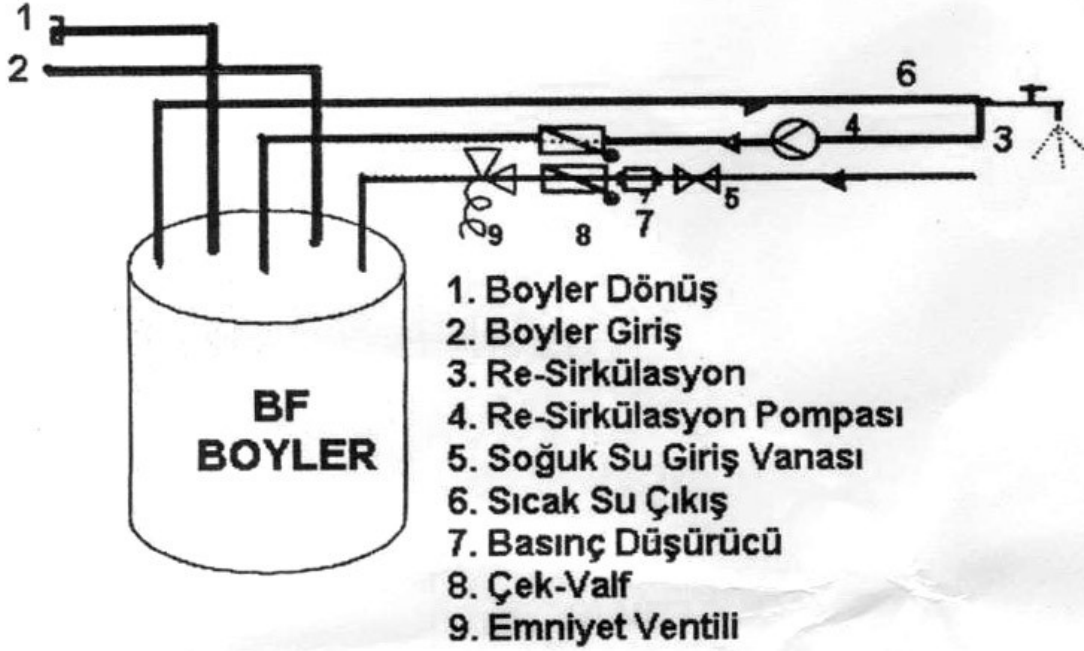 1
2
6
4
3
5
7
8
9
1. Boyler Dönüş
2. Boyler Giriş
3. Re-Sirkülasyon
4. Re-Sirkülasyon Pompası
5. Soğuk Su Giriş Vanası
6. Sıcak Su Çıkış
7. Basınç Düşürücü
8. Çek-Valf
9. Emniyet Ventili
BF
BOYLER